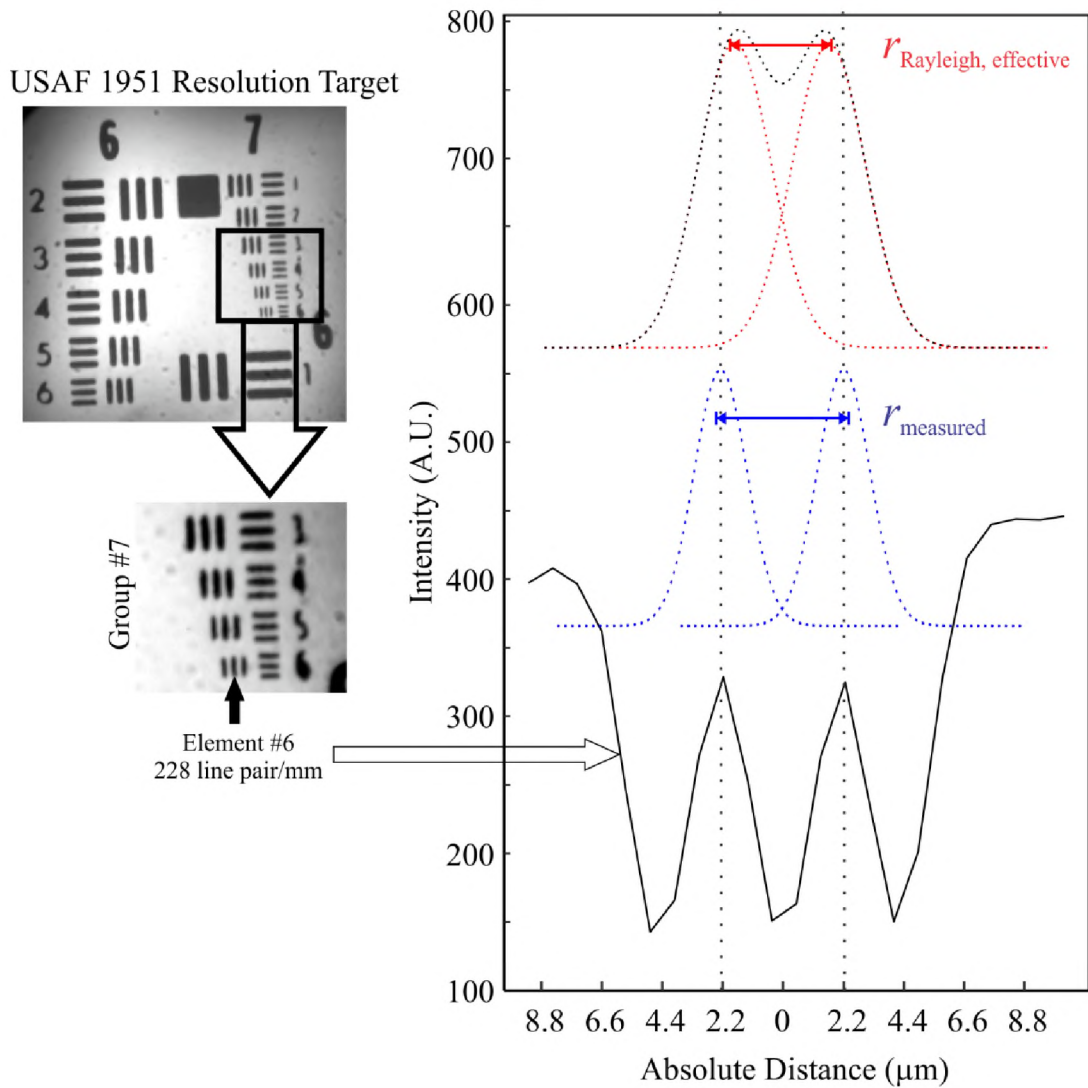 USAF 1951 Resolution Target
6 7
2
3
4
5
6
1
2
3
4
5
6
1
6
Group #7
3
4
5
6
Element #6
228 line pair/mm
800
700
600
500
400
300
200
100
Intensity (A.U.)
r Rayleigh, effective
r measured
8.8 6.6 4.4 2.2 0 2.2 4.4 6.6 8.8
Absolute Distance (μm)